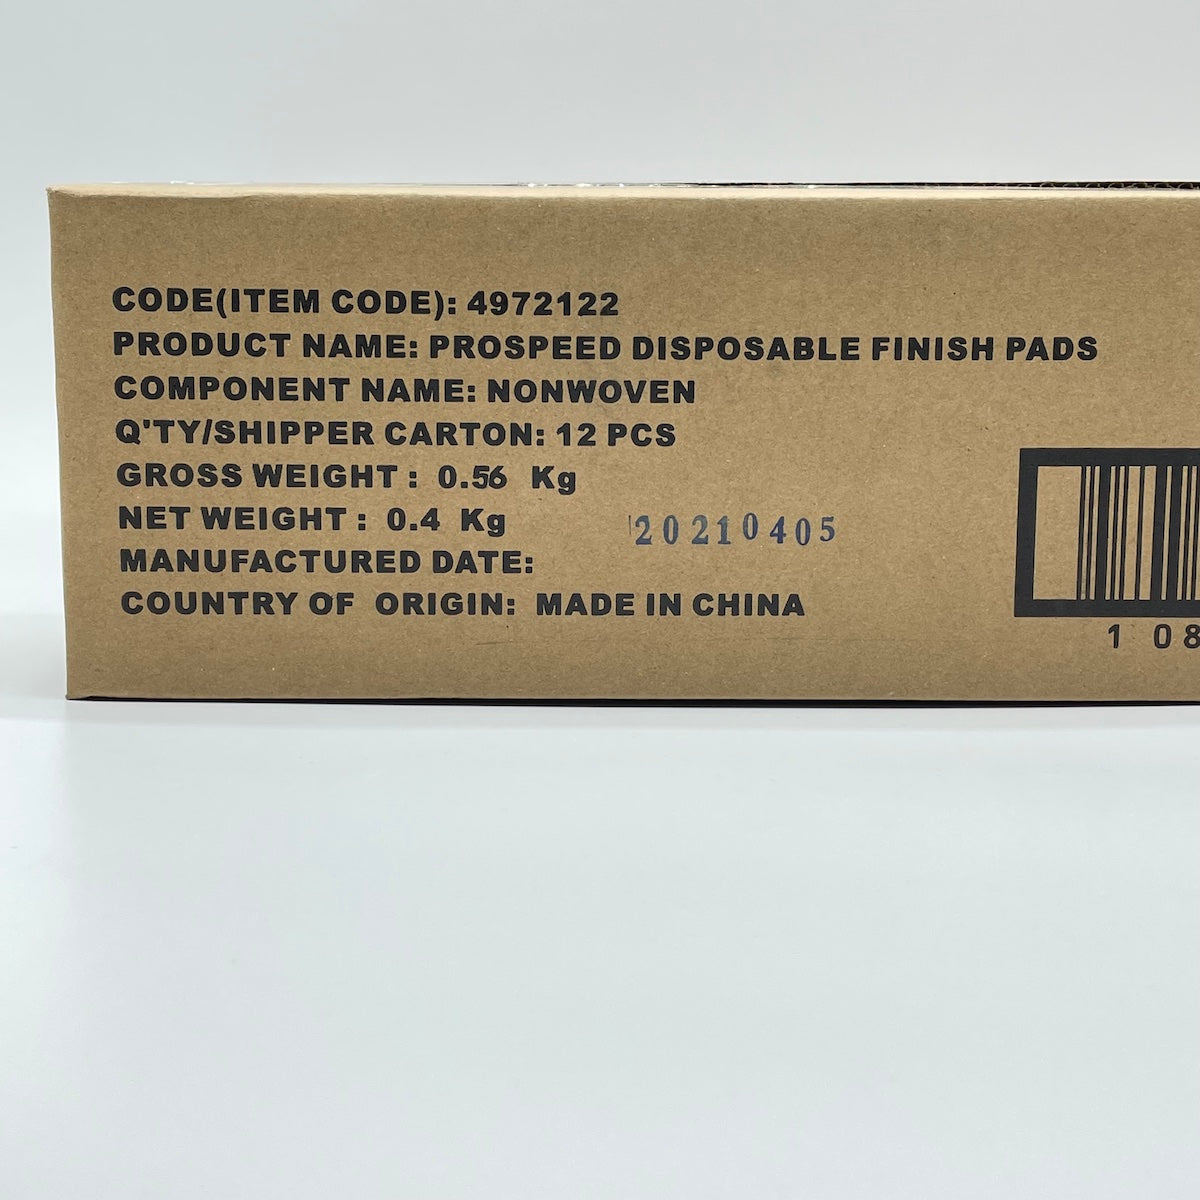 CODE(ITEM CODE): 4972122
PRODUCT NAME: PROSPEED DISPOSABLE FINISH PADS
COMPONENT NAME: NONWOVEN
Q'TY/SHIPPER CARTON: 12 PCS
GROSS WEIGHT : 0.56 Kg
NET WEIGHT : 0.4 Kg
20210405
MANUFACTURED DATE:
COUNTRY OF ORIGIN: MADE IN CHINA
1 08